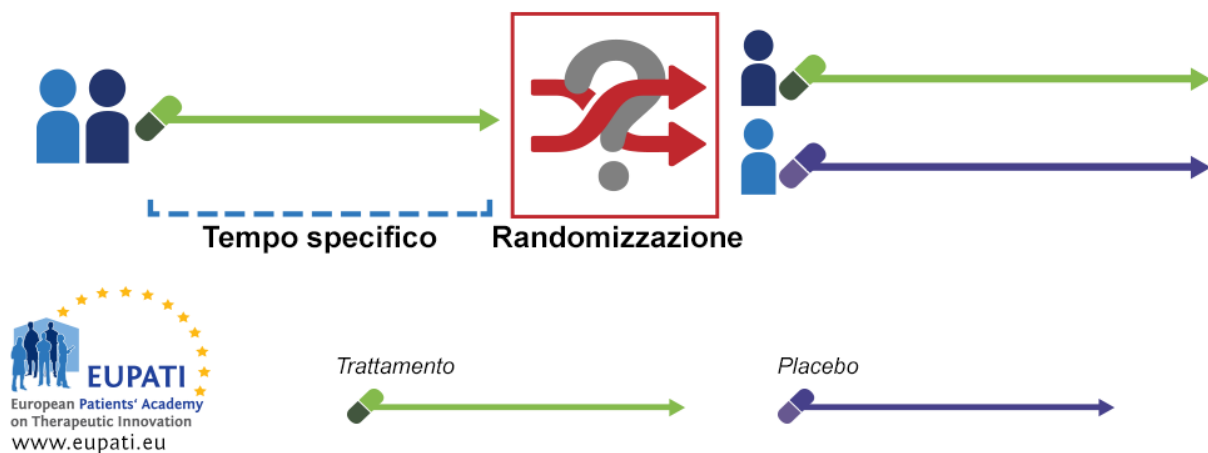 Tempo specifico
Randomizzazione
EUPATI
European Patients' Academy
on Therapeutic Innovation
www.eupati.eu
Trattamento
Placebo